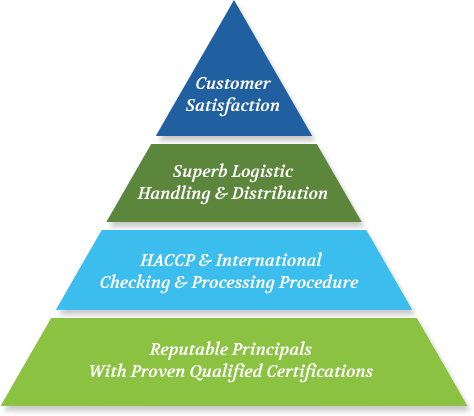 Customer
Satisfaction
Superb Logistic
Handling & Distribution
HACCP & International
Checking & Processing Procedure
Reputable Principals
With Proven Qualified Certifications